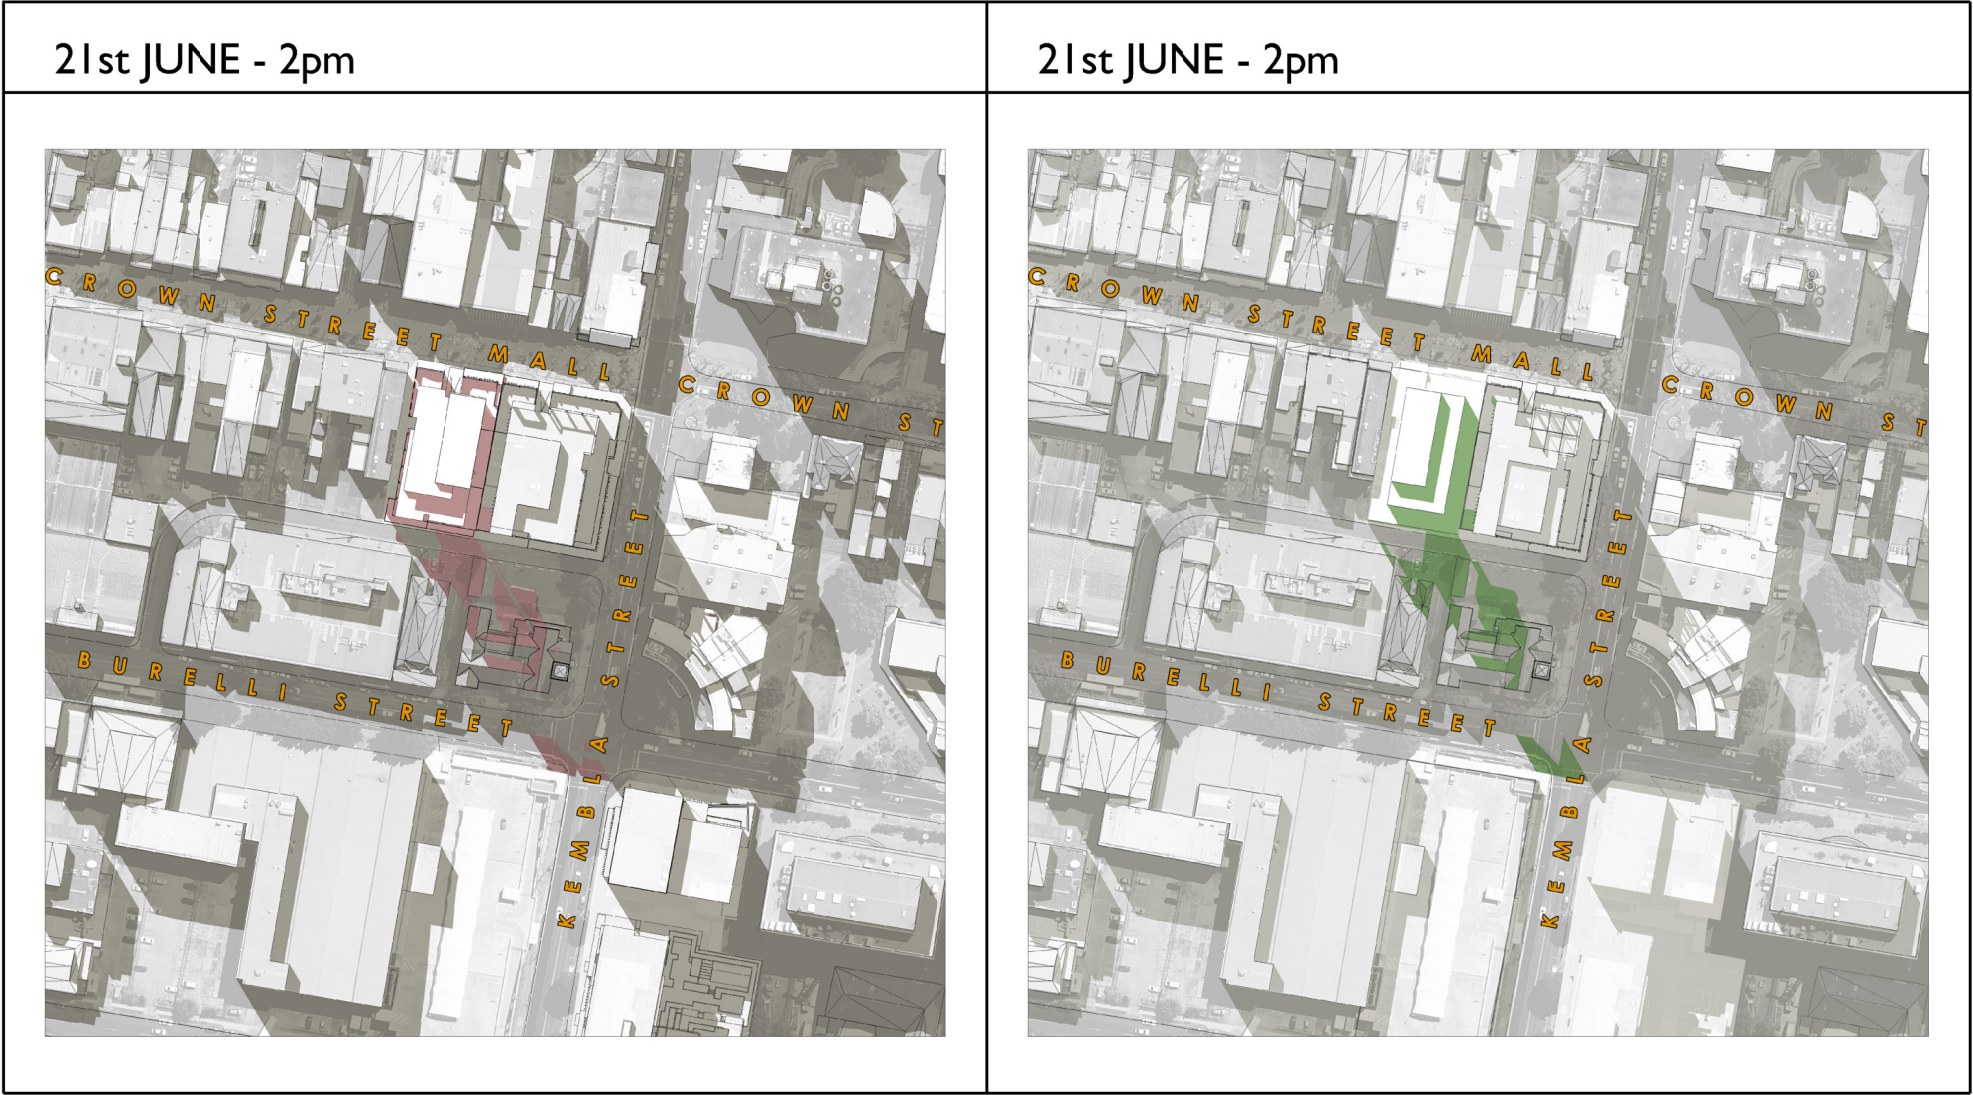 21st JUNE - 2pm
21st JUNE - 2pm
CROWN STREET MALL
CROWN ST
BURELLI STREET
KEMBLA STREET
CROWN STREET MALL
CROWN ST
BURELLI STREET
KEMBLA STREET